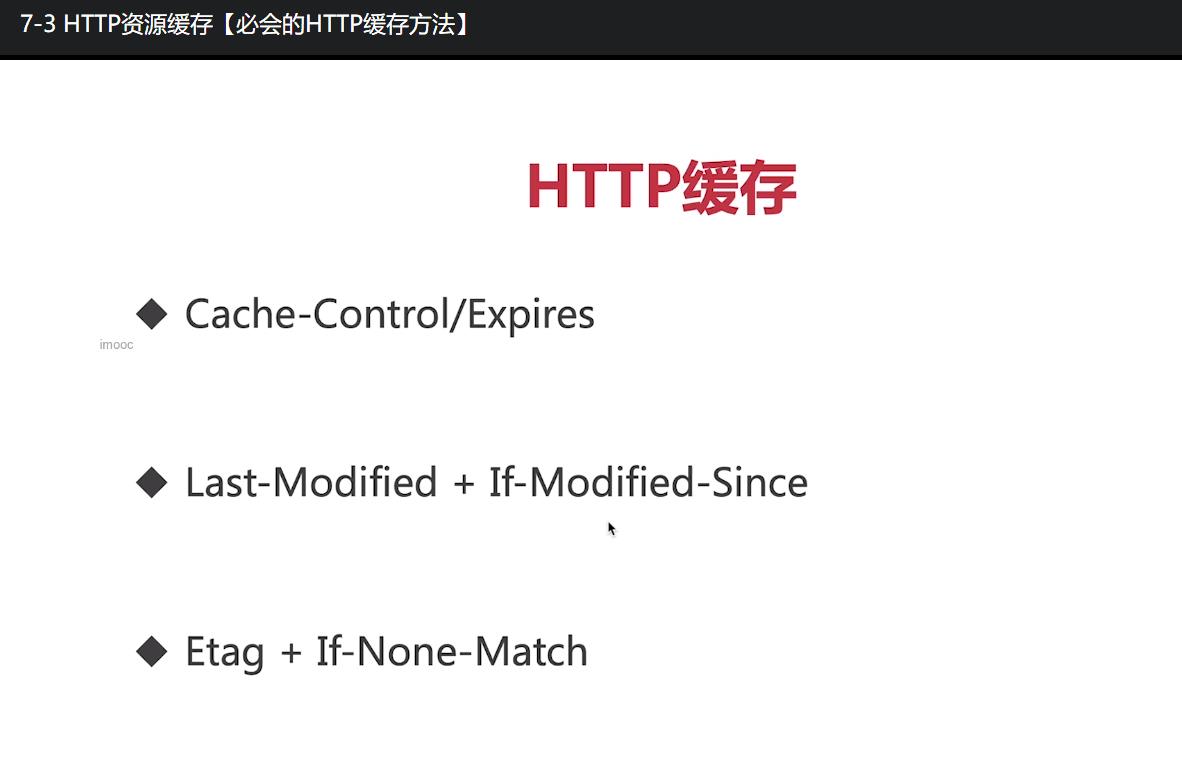 7-3 HTTP资源缓存【必会的HTTP缓存方法】
HTTP缓存
◆ Cache-Control/Expires
imooc
◆ Last-Modified + If-Modified-Since
◆ Etag + If-None-Match